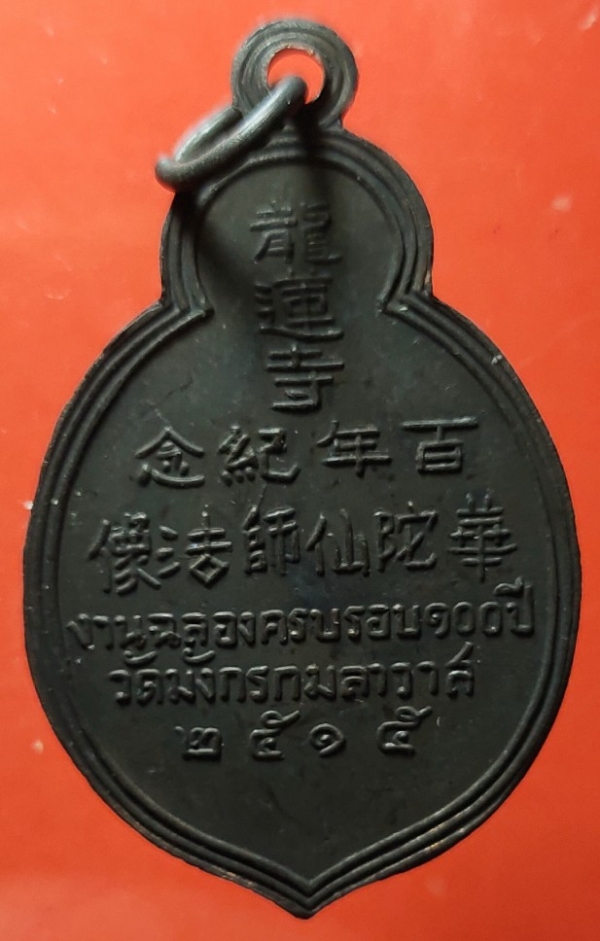 龍蓮寺
百年紀念
華陀仙師法像
งานฉลองครบรอบ๑๐๐ปี
วัดมังกรกมลาวาส
๒๕๑๕